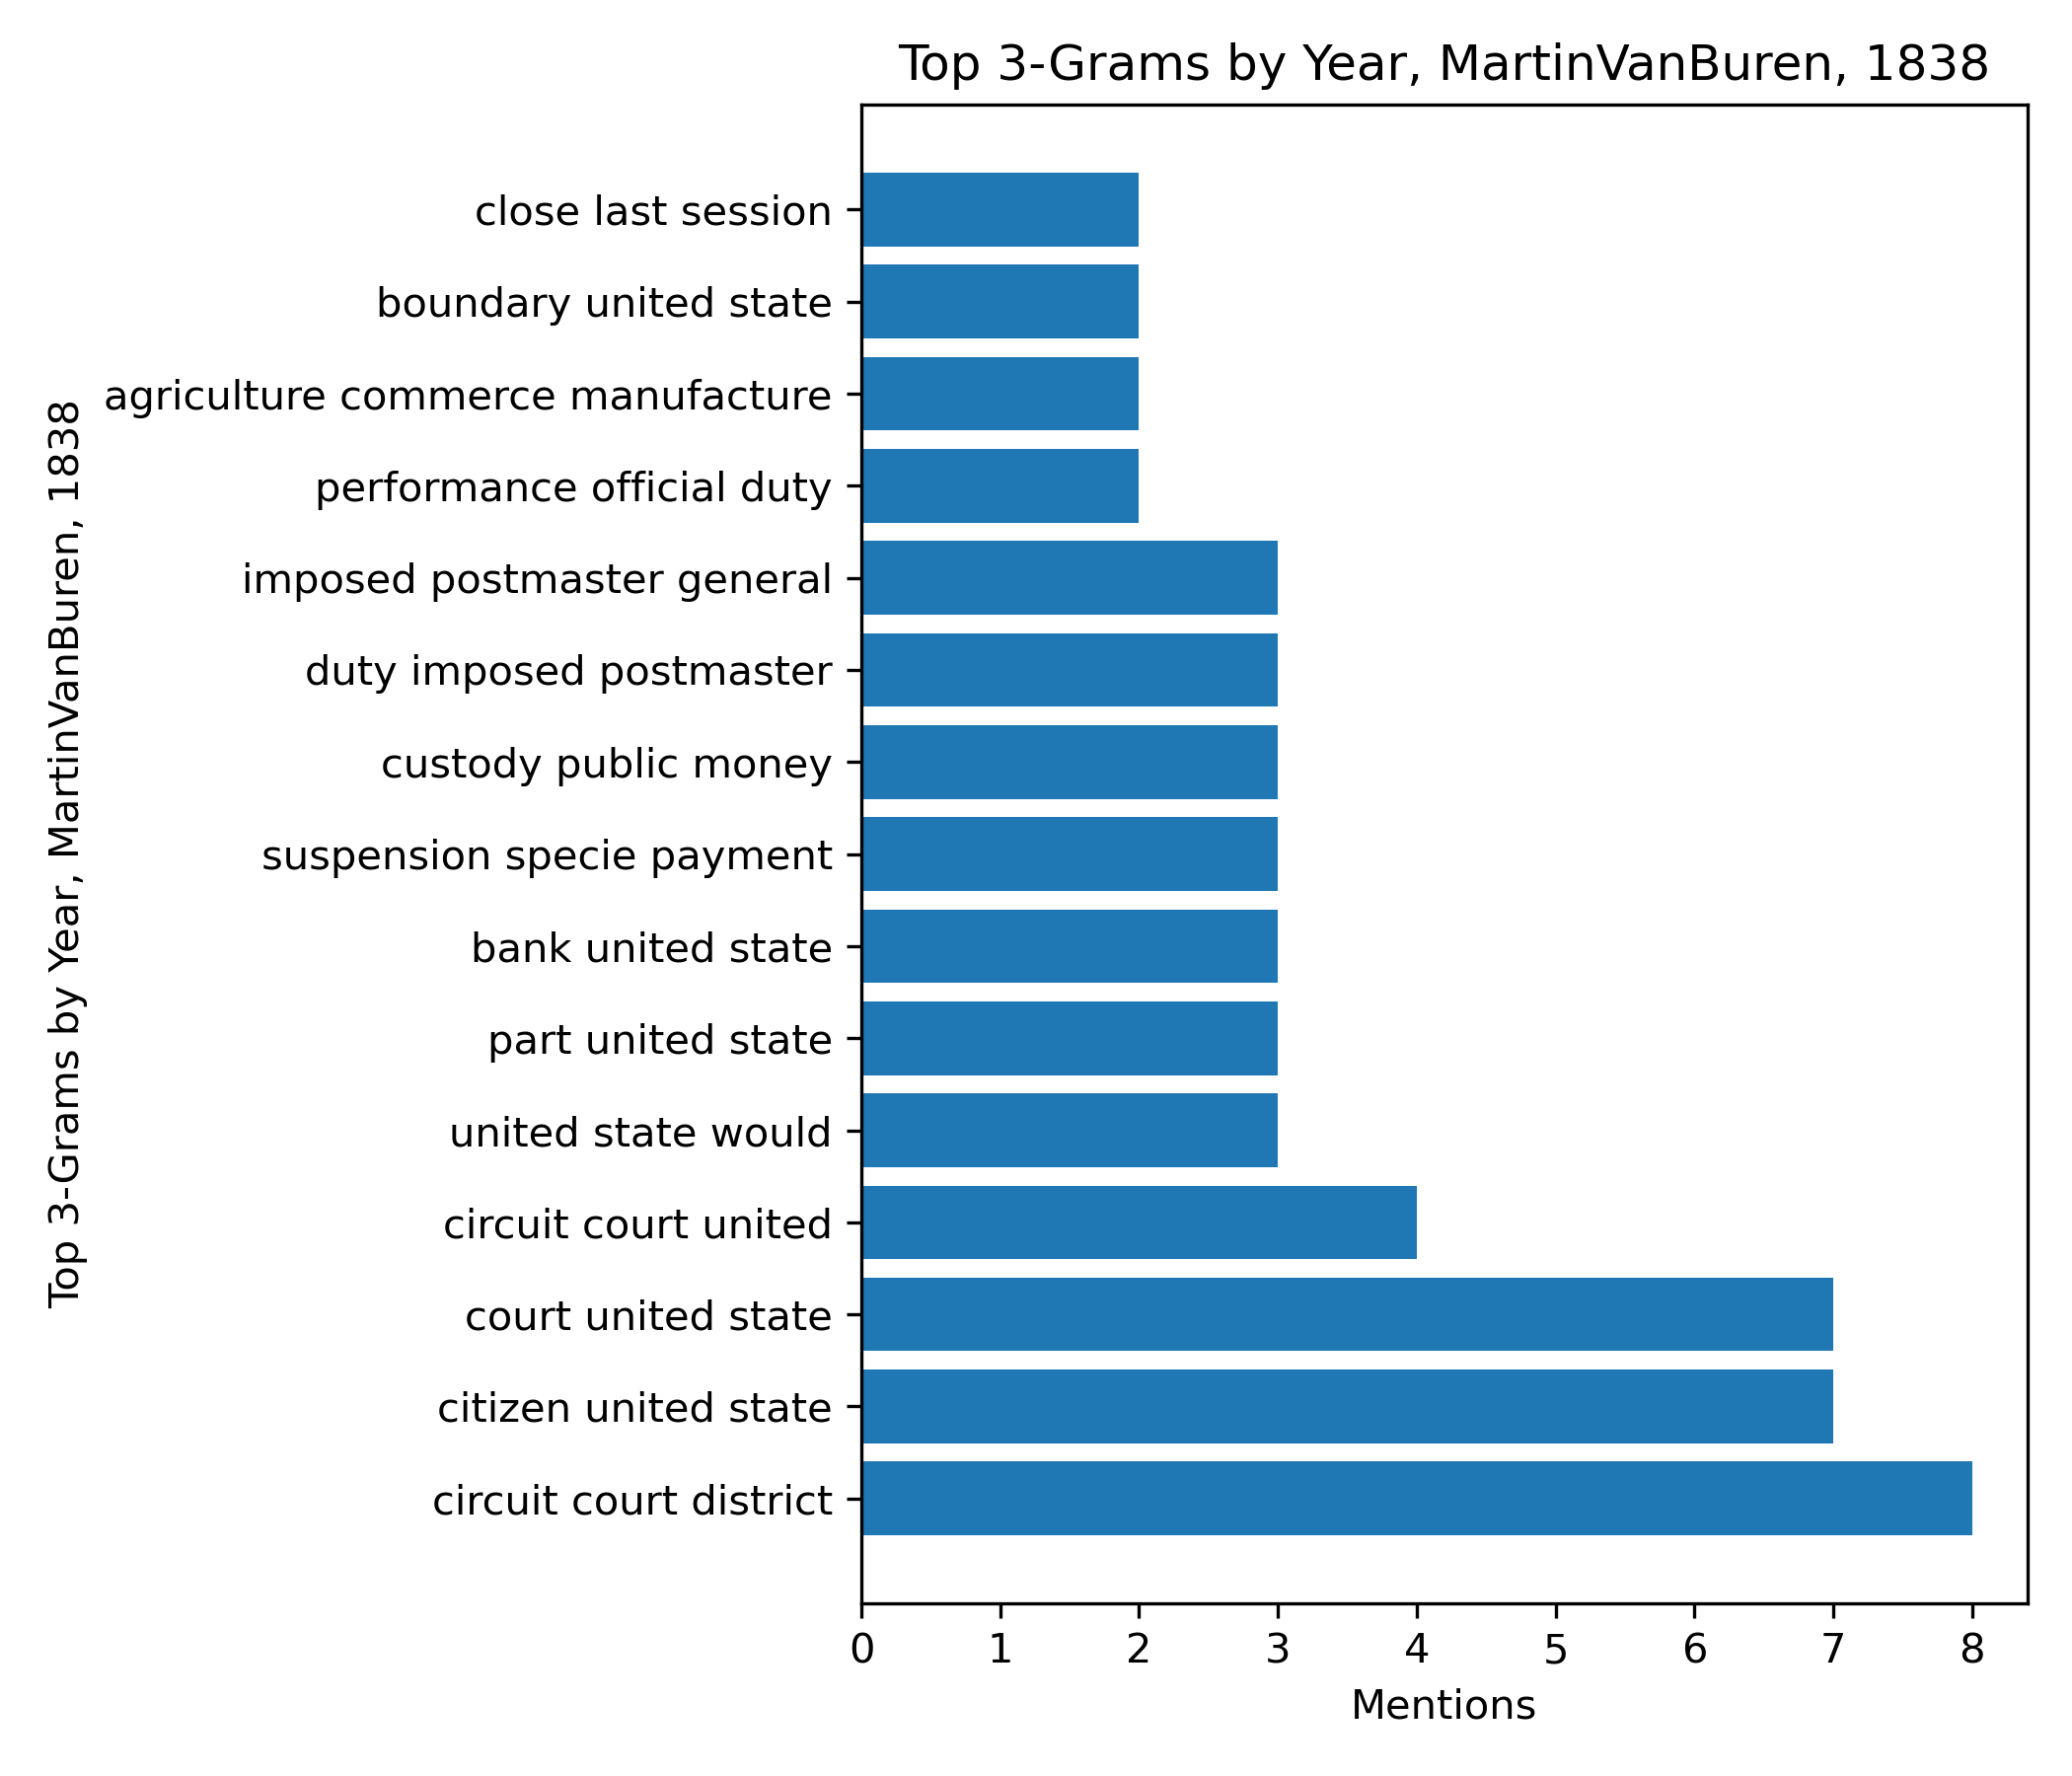 Top 3-Grams by Year, MartinVanBuren, 1838
Top 3-Grams by Year, MartinVanBuren, 1838
close last session
boundary united state
agriculture commerce manufacture
performance official duty
imposed postmaster general
duty imposed postmaster
custody public money
suspension specie payment
bank united state
part united state
united state would
circuit court united
court united state
citizen united state
circuit court district
0 1 2 3 4 5 6 7 8
Mentions